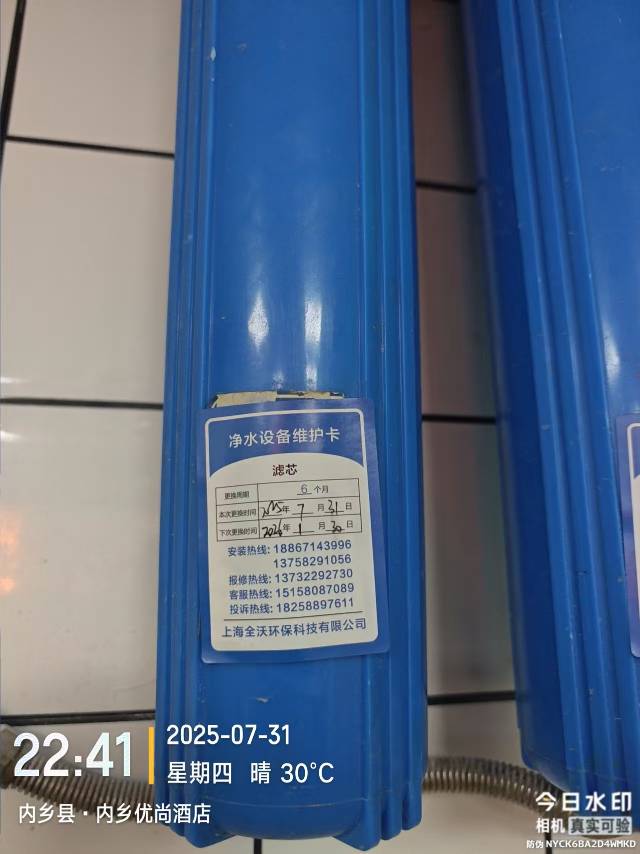 净水设备维护卡
滤芯
更换周期 6 个月
本次更换时间 2025年 7 月 31 日
下次更换时间 2026年 1 月 30 日
安装热线: 18867143996
13758291056
报修热线: 13732292730
客服热线: 15158087089
投诉热线: 18258897611
上海全沃环保科技有限公司
22:41
2025-07-31
星期四 晴 30°C
内乡县·内乡优尚酒店
今日水印
相机 真实可验
防伪 NYCK6BA2D4WMKD